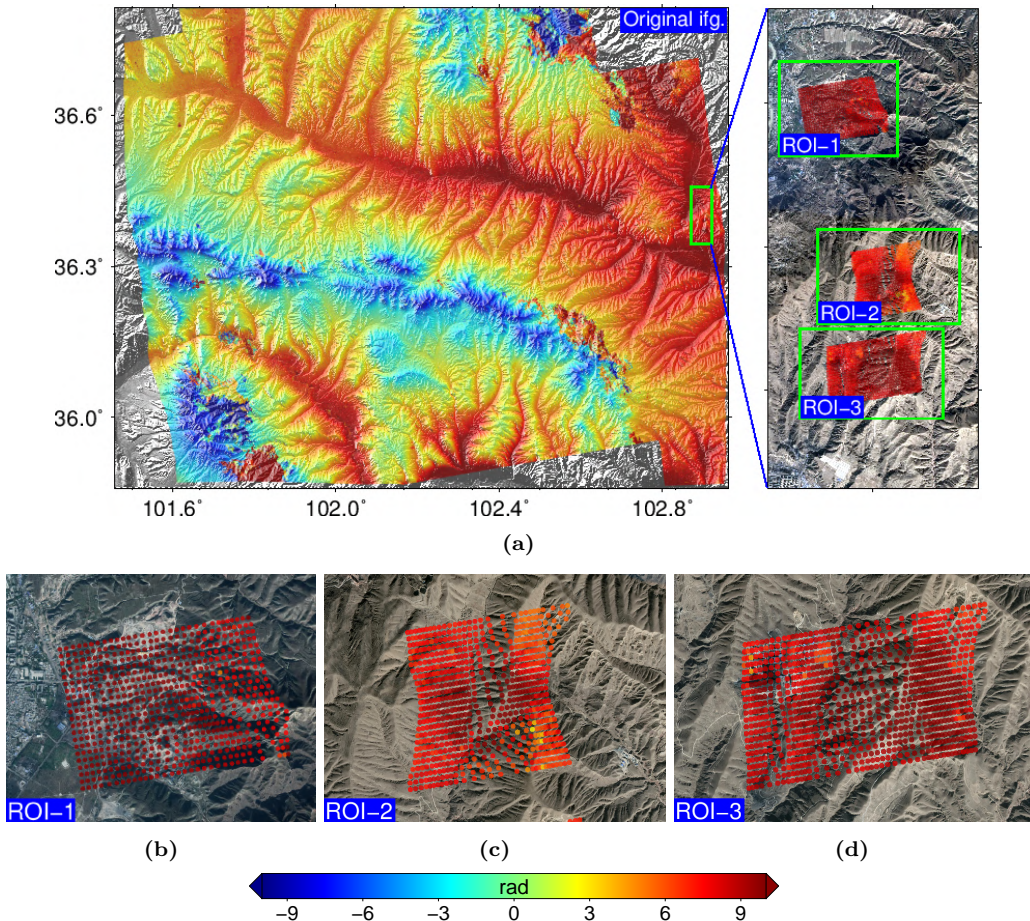 Original ifg.
36.6°
36.3°
36.0°
101.6°
102.0°
102.4°
102.8°
ROI-1
ROI-2
ROI-3
(a)
ROI-1
ROI-2
ROI-3
(b)
(c)
(d)
rad
−9
−6
−3
0
3
6
9